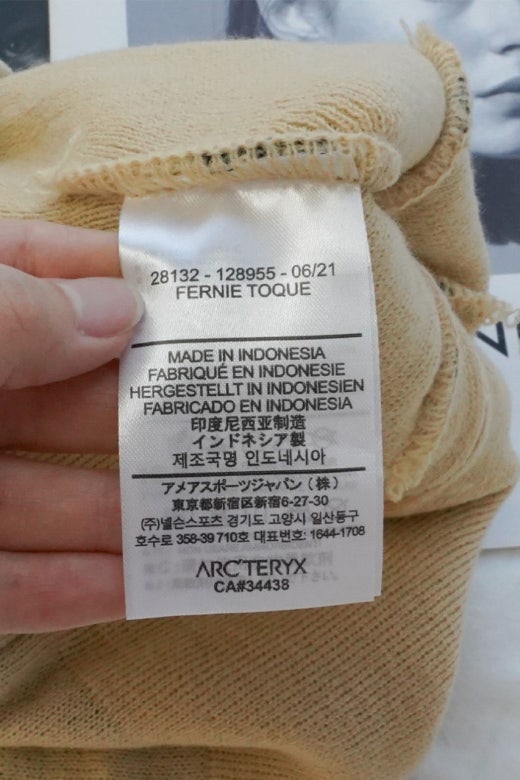 28132 - 128955 - 06/21
FERNIE TOQUE
MADE IN INDONESIA
FABRIQUÉ EN INDONESIE
HERGESTELLT IN INDONESIEN
FABRICADO EN INDONESIA
印度尼西亚制造
インドネシア製
제조국명 인도네시아
アメアスポーツジャパン（株）
東京都新宿区新宿6-27-30
(주)넬슨스포츠 경기도 고양시 일산동구
호수로 358-39 710호 대표번호: 1644-1708
ARC'TERYX
CA#34438